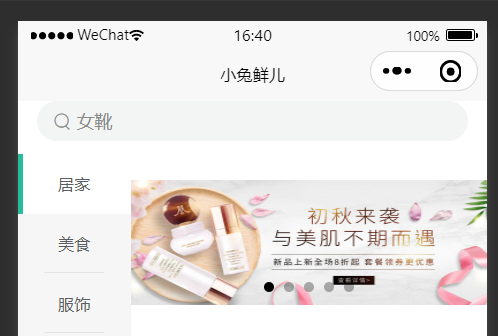 WeChat 16:40 100%
小兔鲜儿
女靴
居家
初秋来袭
与美肌不期而遇
新品上新全场8折起 套餐领券更优惠
查看详情>
美食
服饰